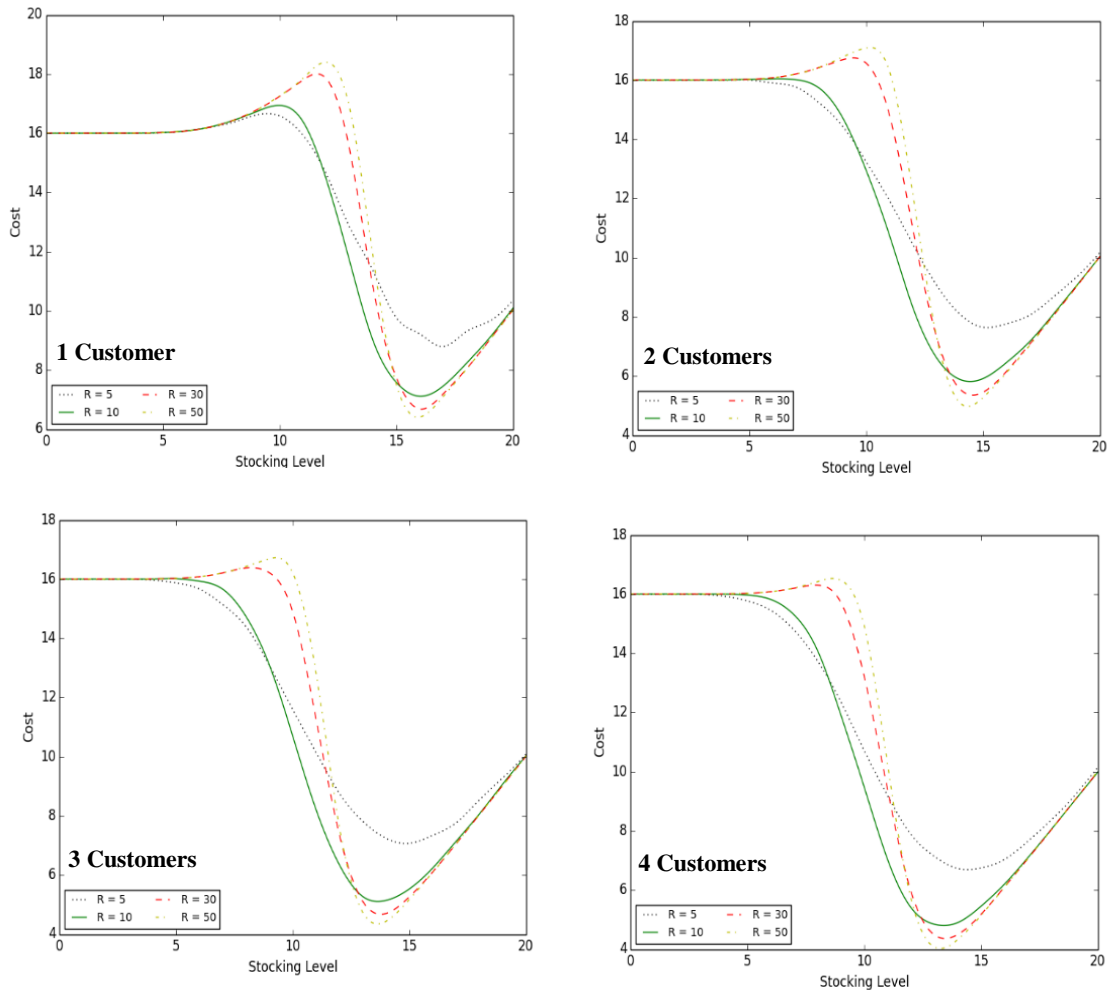 20
18
16
14
12
10
8
6
Cost
1 Customer
R = 5 R = 30
R = 10 R = 50
0 5 10 15 20
Stocking Level
18
16
14
12
10
8
6
4
Cost
2 Customers
R = 5 R = 30
R = 10 R = 50
0 5 10 15 20
Stocking Level
18
16
14
12
10
8
6
4
Cost
3 Customers
R = 5 R = 30
R = 10 R = 50
0 5 10 15 20
Stocking Level
18
16
14
12
10
8
6
4
Cost
4 Customers
R = 5 R = 30
R = 10 R = 50
0 5 10 15 20
Stocking Level